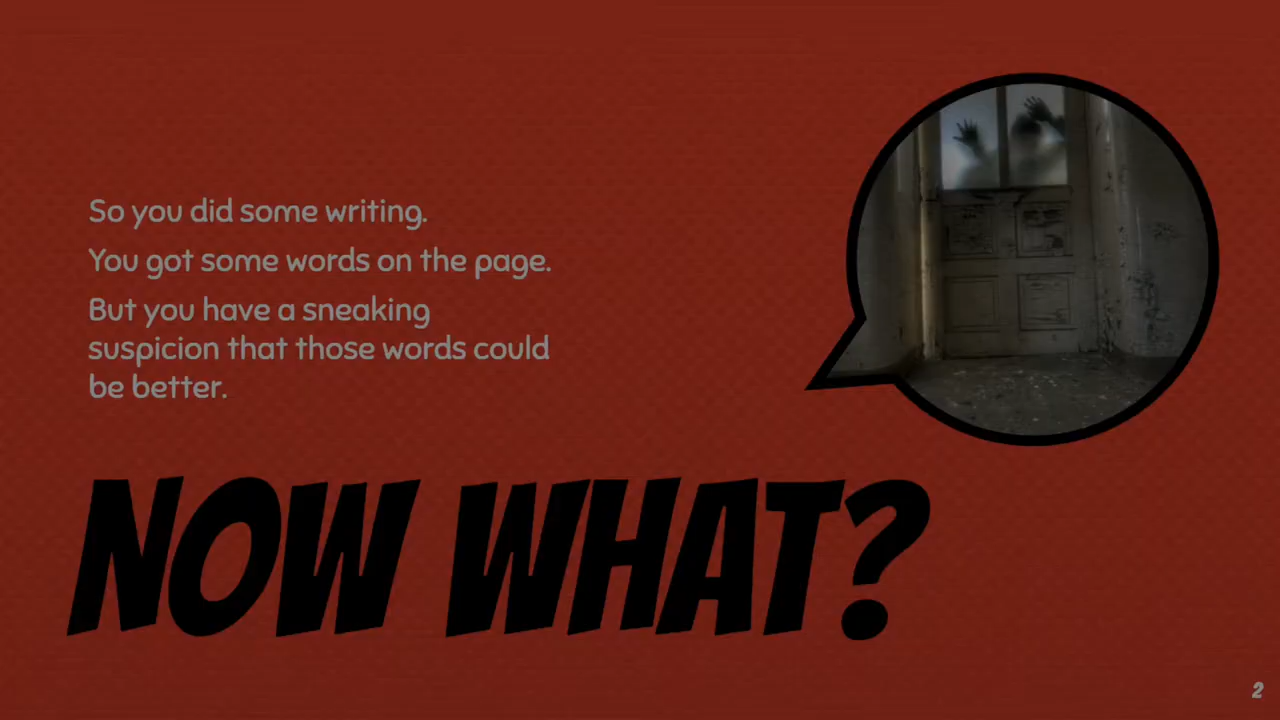 So you did some writing.
You got some words on the page.
But you have a sneaking
suspicion that those words could
be better.
NOW WHAT?
2